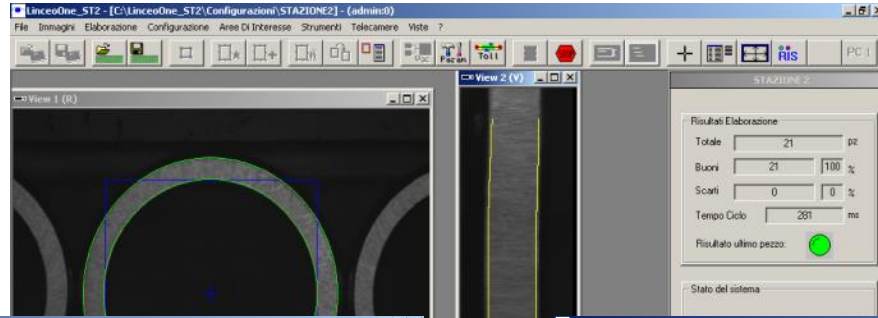 LinceoOne_ST2 - [C:\LinceoOne_ST2\Configurazioni\STAZIONE2] - (admin:0)
File Immagini Elaborazione Configurazione Aree Di Interesse Strumenti Telecamere Viste ?
Param Toll STOP RIS PC 1
View 1 (R)
View 2 (V)
STAZIONE 2
Risultati Elaborazione
Totale 21 pz
Buoni 21 100 %
Scarti 0 0 %
Tempo Ciclo 281 ms
Risultato ultimo pezzo:
Stato del sistema